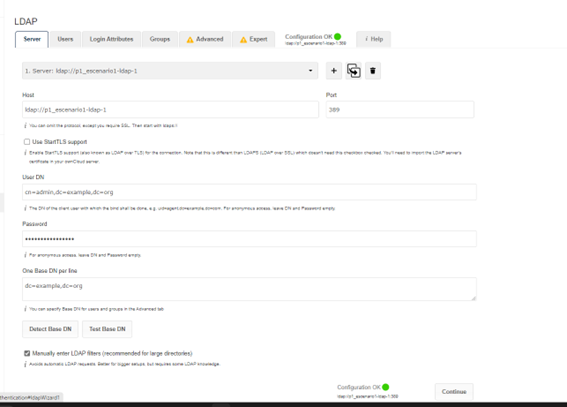 LDAP
Server Users Login Attributes Groups Advanced Expert Configuration OK i Help
ldap://p1_escenario1-ldap-1:389
1. Server: ldap://p1_escenario1-ldap-1
Host Port
ldap://p1_escenario1-ldap-1 389
i You can omit the protocol, except you require SSL. Then start with ldaps://
Use StartTLS support
i Enable StartTLS support (also known as LDAP over TLS) for the connection. Note that this is different than LDAPS (LDAP over SSL) which doesn't need this checkbox checked. You'll need to import the LDAP server's
certificate in your ownCloud server.
User DN
cn=admin,dc=example,dc=org
i The DN of the client user with which the bind shall be done, e.g. uid=agent,dc=example,dc=com. For anonymous access, leave DN and Password empty.
Password
i For anonymous access, leave DN and Password empty.
One Base DN per line
dc=example,dc=org
i You can specify Base DN for users and groups in the Advanced tab
Detect Base DN Test Base DN
Manually enter LDAP filters (recommended for large directories)
i Avoids automatic LDAP requests. Better for bigger setups, but requires some LDAP knowledge.
Configuration OK
ldap://p1_escenario1-ldap-1:389
Continue
thentication#ldapWizard1